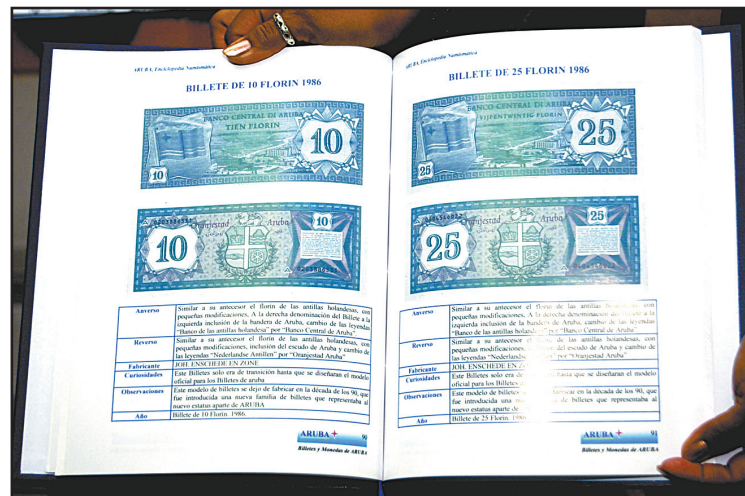 ARUBA, Enciclopedia Numismática
BILLETE DE 10 FLORIN 1986
BANCO CENTRAL DI ARUBA
TIEN FLORIN
10
10
Oranjestad Aruba
10
10
Anverso Similar a su antecesor el florin de las antillas holandesas, con
pequeñas modificaciones, A la derecha denominación del Billete a la
izquierda inclusión de la bandera de Aruba, cambio de las leyendas
"Banco de las antillas holandesa" por "Banco Central de Aruba".
Reverso Similar a su antecesor el florin de las antillas holandesas, con
pequeñas modificaciones, inclusión del escudo de Aruba y cambio de
las leyendas "Nederlandse Antillen" por "Oranjestad Aruba"
Fabricante JOH. ENSCHEDE EN ZONE
Curiosidades Este Billetes solo era de transición hasta que se diseñaran el modelo
oficial para los Billetes de aruba
Observaciones Este modelo de billetes se dejo de fabricar en la década de los 90, que
fue introducida una nueva familia de billetes que representaba al
nuevo estatus aparte de ARUBA
Año Billete de 10 Florin. 1986.
ARUBA 90
Billetes y Monedas de ARUBA
ARUBA, Enciclopedia Numismática
BILLETE DE 25 FLORIN 1986
BANCO CENTRAL DI ARUBA
VIJFENTWINTIG FLORIN
25
25
Oranjestad Aruba
25
25
Anverso Similar a su antecesor el florin de las antillas holandesas, con
pequeñas modificaciones, A la derecha denominación del Billete a la
izquierda inclusión de la bandera de Aruba, cambio de las leyendas
"Banco de las antillas holandesa" por "Banco Central de Aruba".
Reverso Similar a su antecesor el florin de las antillas holandesas, con
pequeñas modificaciones, del escudo de Aruba y cambio de
las leyendas "Nederlandse por "Oranjestad Aruba"
Fabricante JOH. ENSCHEDE EN
Curiosidades Este Billetes solo era de hasta que se diseñaran el modelo
oficial para los Billetes
Observaciones Este modelo de billetes fabricar en la década de los 90, que
fue introducida una de billetes que representaba al
nuevo estatus aparte de
Año Billete de 25 Florin. 1986
ARUBA 91
Billetes y Monedas de ARUBA